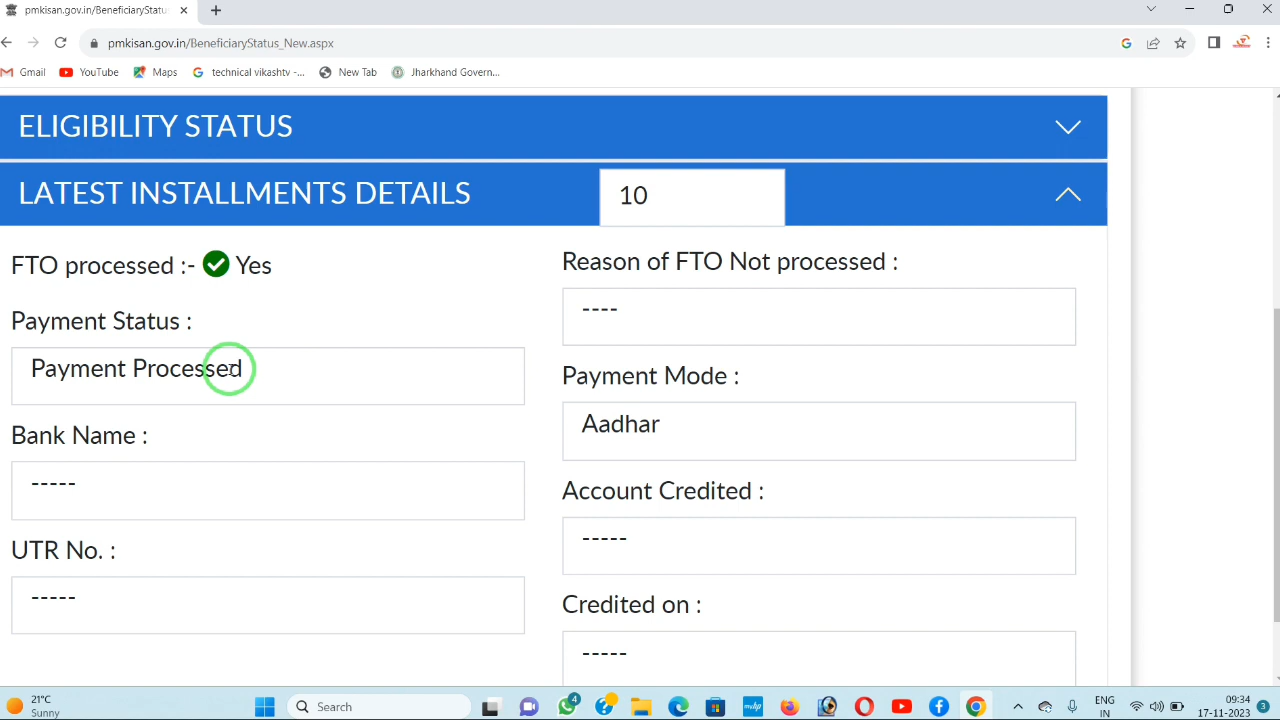 pmkisan.gov.in/BeneficiaryStatu
pmkisan.gov.in/BeneficiaryStatus_New.aspx
Gmail YouTube Maps technical vikashtv -... New Tab Jharkhand Govern...
ELIGIBILITY STATUS
LATEST INSTALLMENTS DETAILS 10
FTO processed :- Yes
Reason of FTO Not processed :
----
Payment Status :
Payment Processed
Payment Mode :
Aadhar
Bank Name :
-----
Account Credited :
-----
UTR No. :
-----
Credited on :
-----
21°C
Sunny
Search
4
ENG
IN
09:34
17-11-2023
3